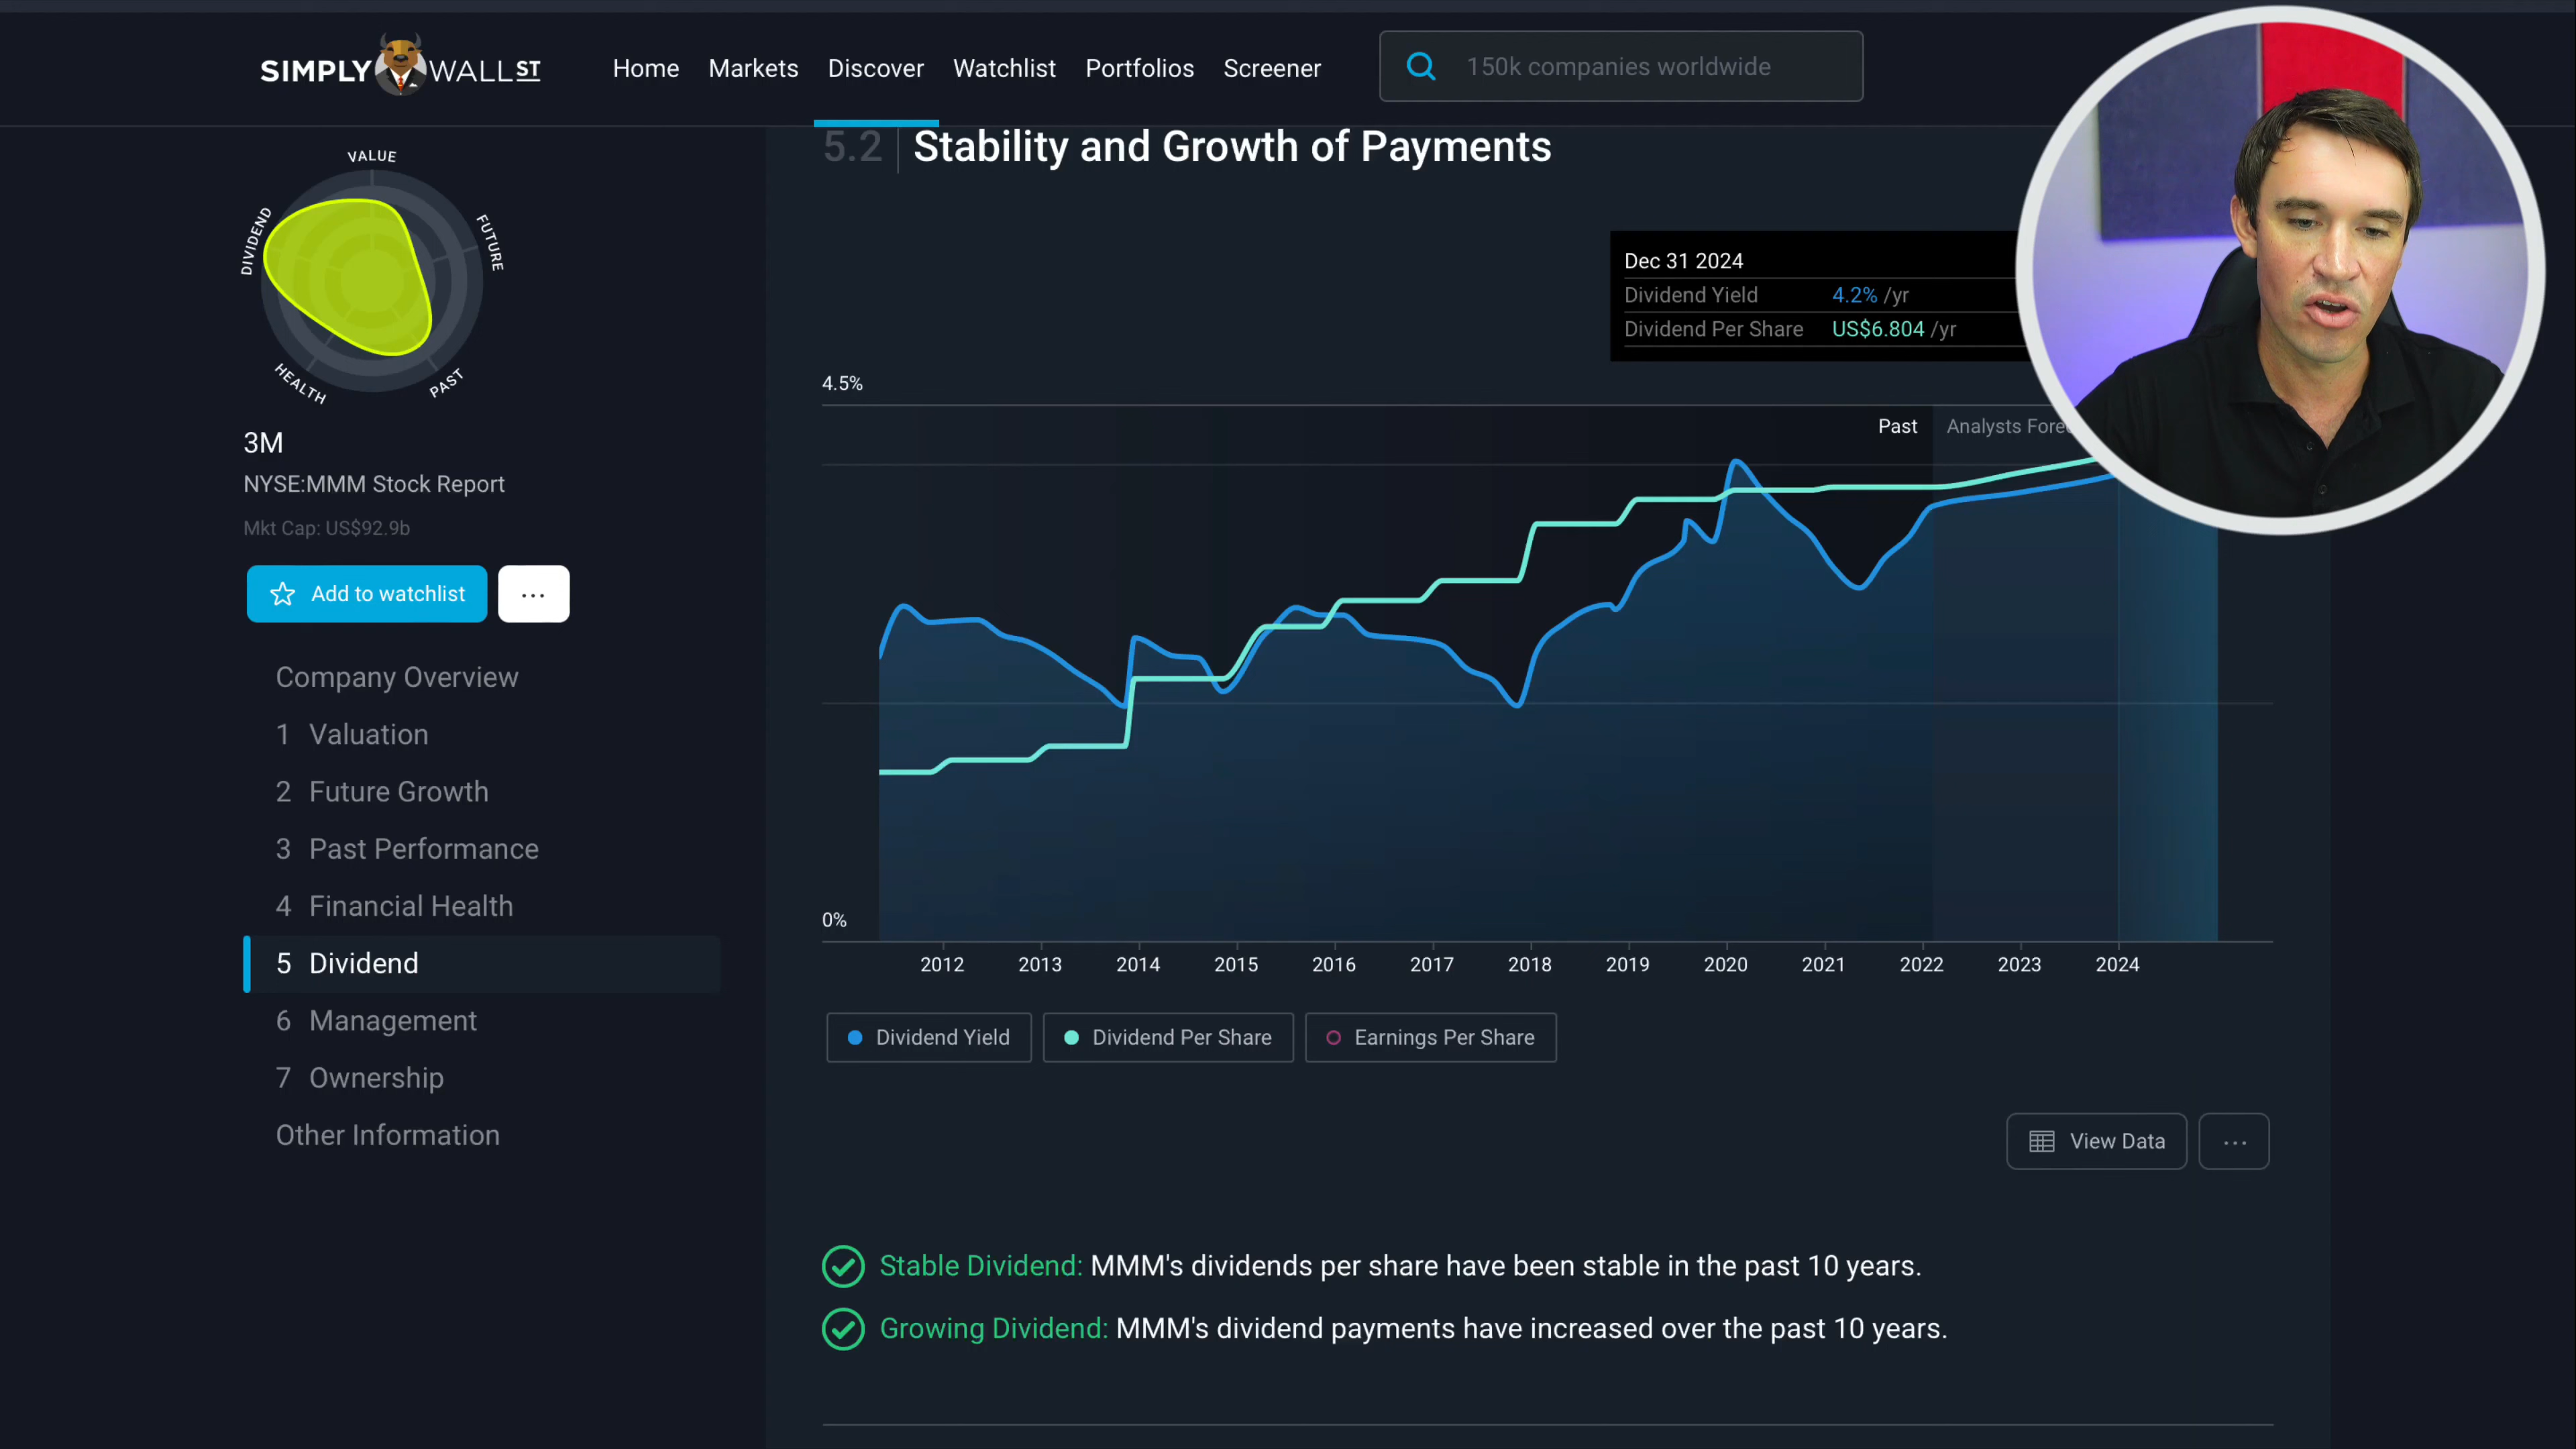 SIMPLY WALL ST
Home Markets Discover Watchlist Portfolios Screener
150k companies worldwide
VALUE
FUTURE
PAST
HEALTH
DIVIDEND
3M
NYSE:MMM Stock Report
Mkt Cap: US$92.9b
Add to watchlist
...
Company Overview
1 Valuation
2 Future Growth
3 Past Performance
4 Financial Health
5 Dividend
6 Management
7 Ownership
Other Information
5.2 Stability and Growth of Payments
Dec 31 2024
Dividend Yield 4.2% /yr
Dividend Per Share US$6.804 /yr
4.5%
Past Analysts
0%
2012 2013 2014 2015 2016 2017 2018 2019 2020 2021 2022 2023 2024
Dividend Yield Dividend Per Share Earnings Per Share
View Data ...
Stable Dividend: MMM's dividends per share have been stable in the past 10 years.
Growing Dividend: MMM's dividend payments have increased over the past 10 years.